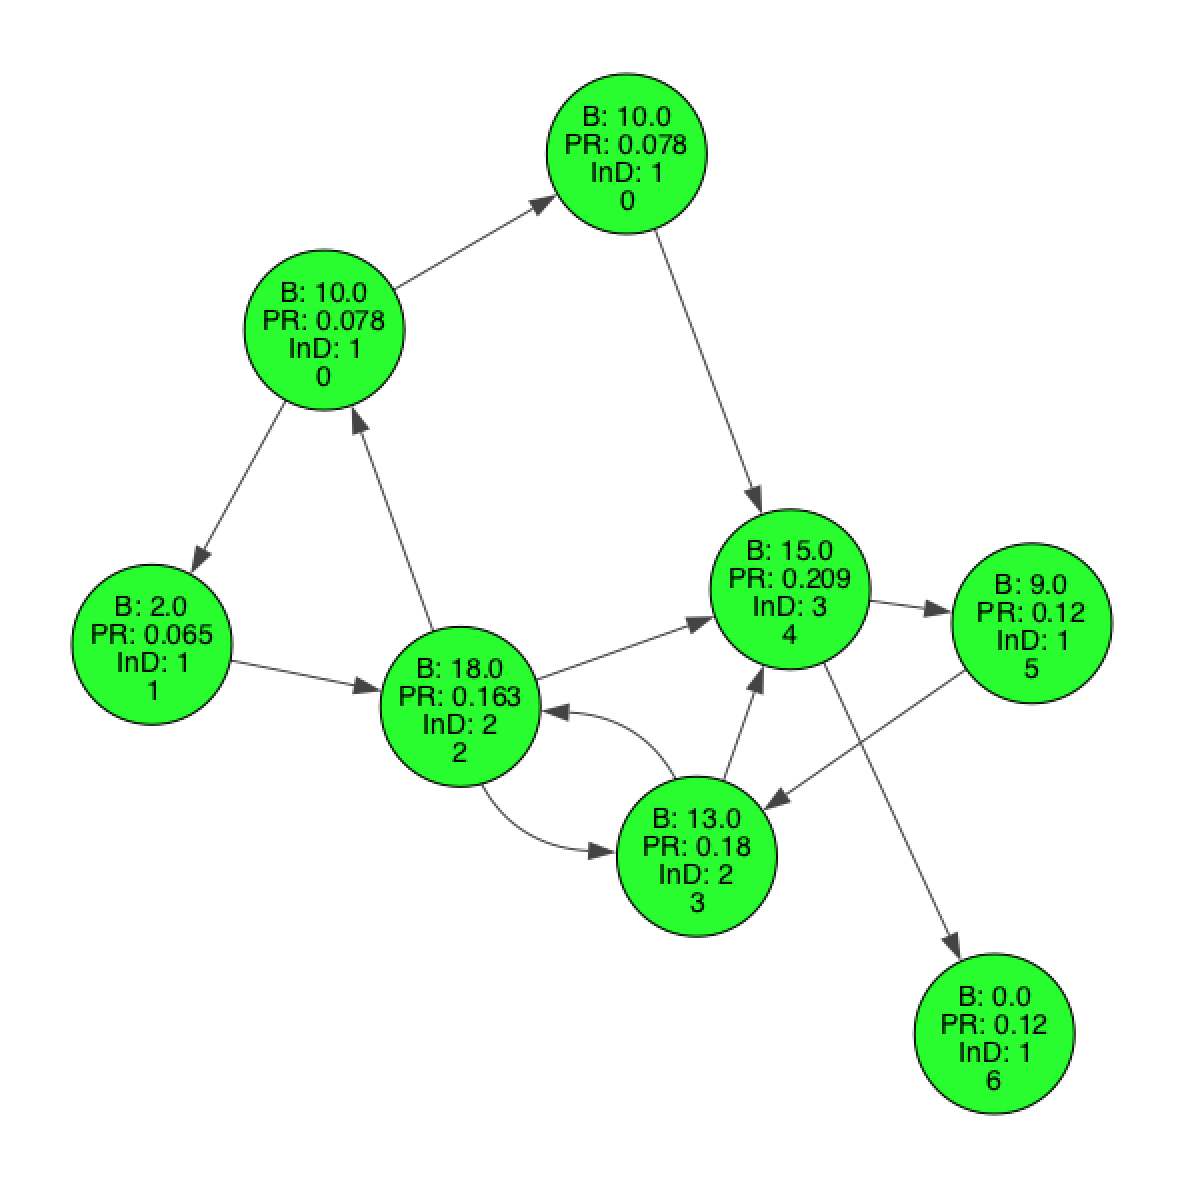 B: 10.0
PR: 0.078
InD: 1
0
B: 10.0
PR: 0.078
InD: 1
0
B: 15.0
PR: 0.209
InD: 3
4
B: 9.0
PR: 0.12
InD: 1
5
B: 2.0
PR: 0.065
InD: 1
1
B: 18.0
PR: 0.163
InD: 2
2
B: 13.0
PR: 0.18
InD: 2
3
B: 0.0
PR: 0.12
InD: 1
6